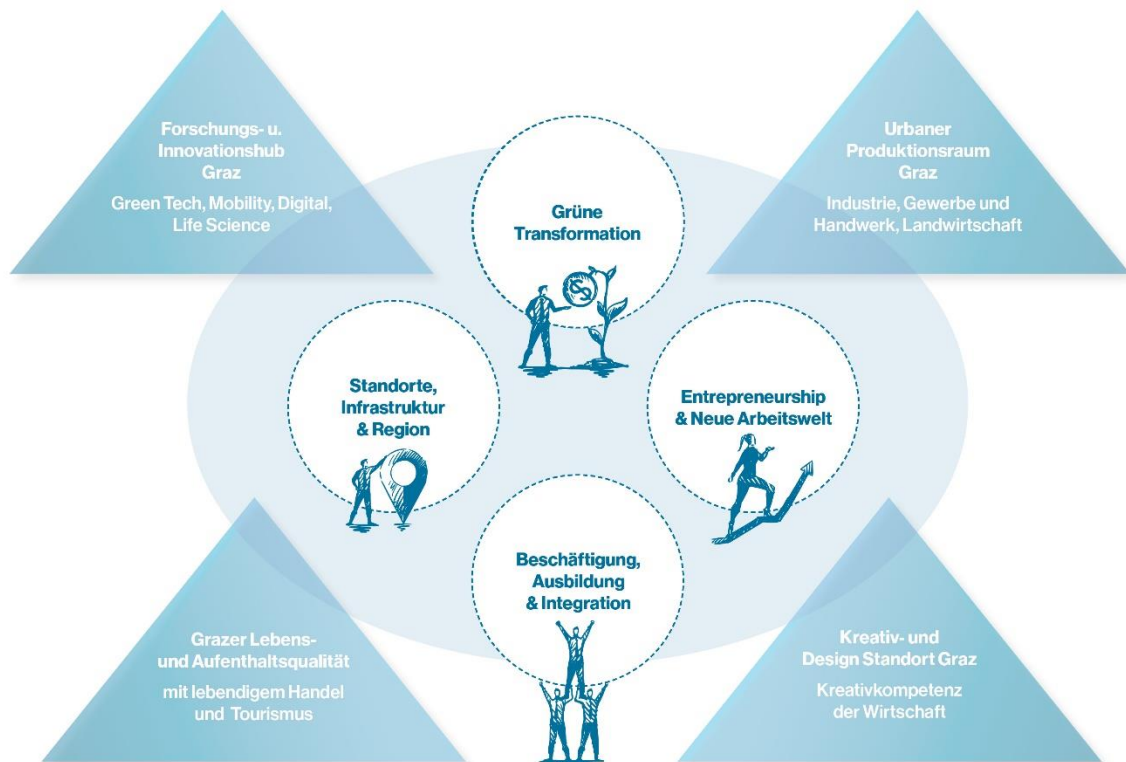 Forschungs- u.
Innovationshub
Graz
Green Tech, Mobility, Digital,
Life Science
Urbaner
Produktionsraum
Graz
Industrie, Gewerbe und
Handwerk, Landwirtschaft
Grüne
Transformation
Standorte,
Infrastruktur
& Region
Entrepreneurship
& Neue Arbeitswelt
Beschäftigung,
Ausbildung
& Integration
Grazer Lebens-
und Aufenthaltsqualität
mit lebendigem Handel
und Tourismus
Kreativ- und
Design Standort Graz
Kreativkompetenz
der Wirtschaft